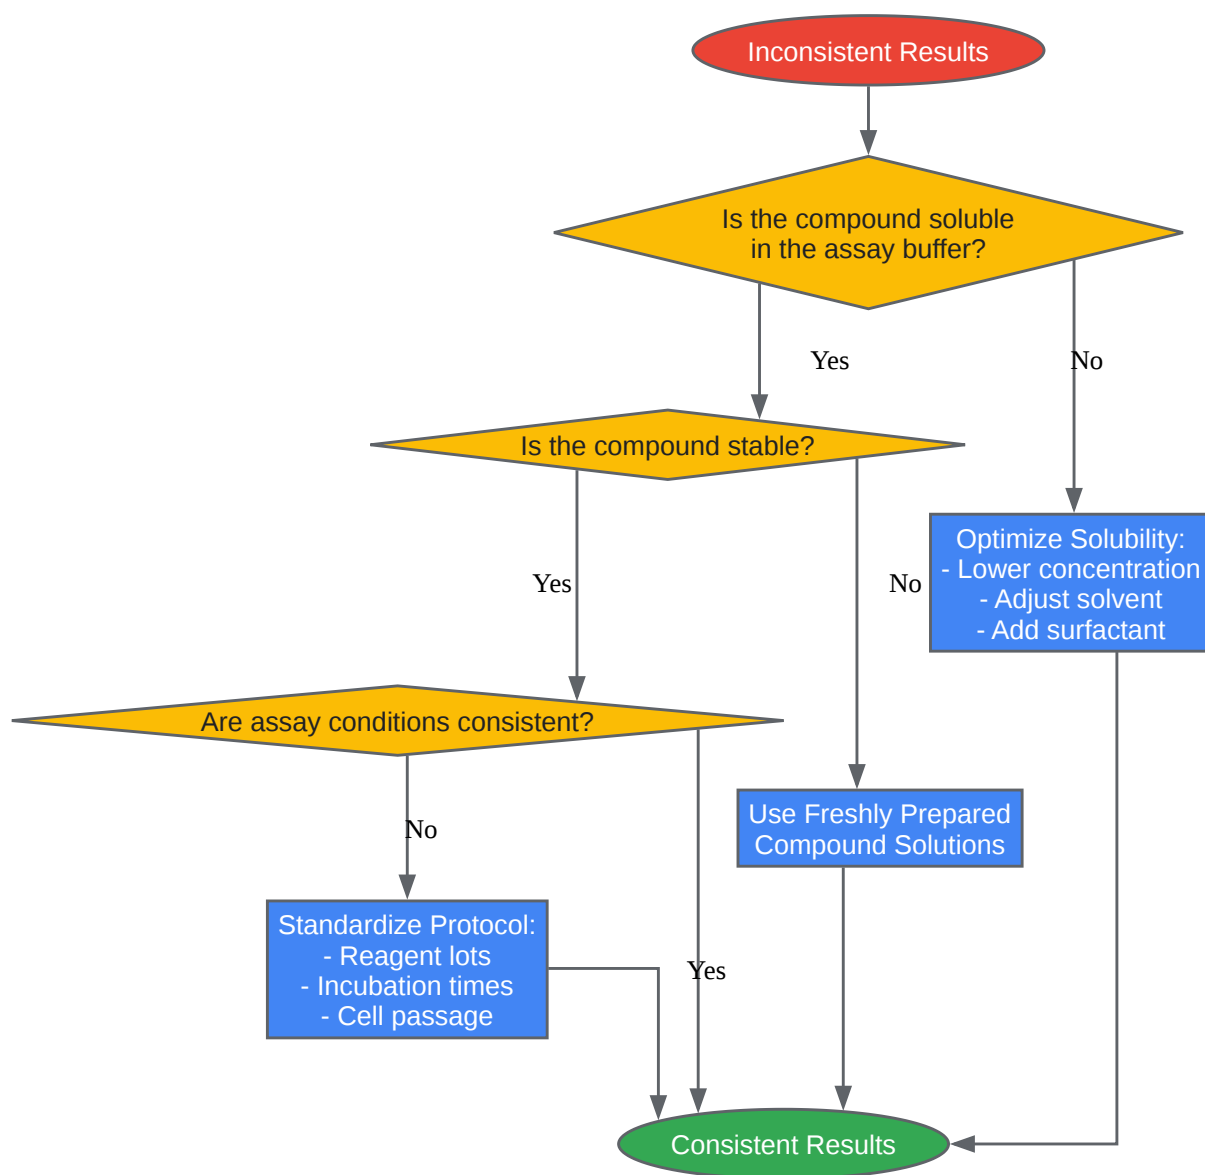 Inconsistent Results
Is the compound soluble
in the assay buffer?
Yes
No
Is the compound stable?
Optimize Solubility:
- Lower concentration
- Adjust solvent
- Add surfactant
Yes
No
Are assay conditions consistent?
Use Freshly Prepared
Compound Solutions
No
Standardize Protocol:
- Reagent lots
- Incubation times
- Cell passage
Yes
Consistent Results